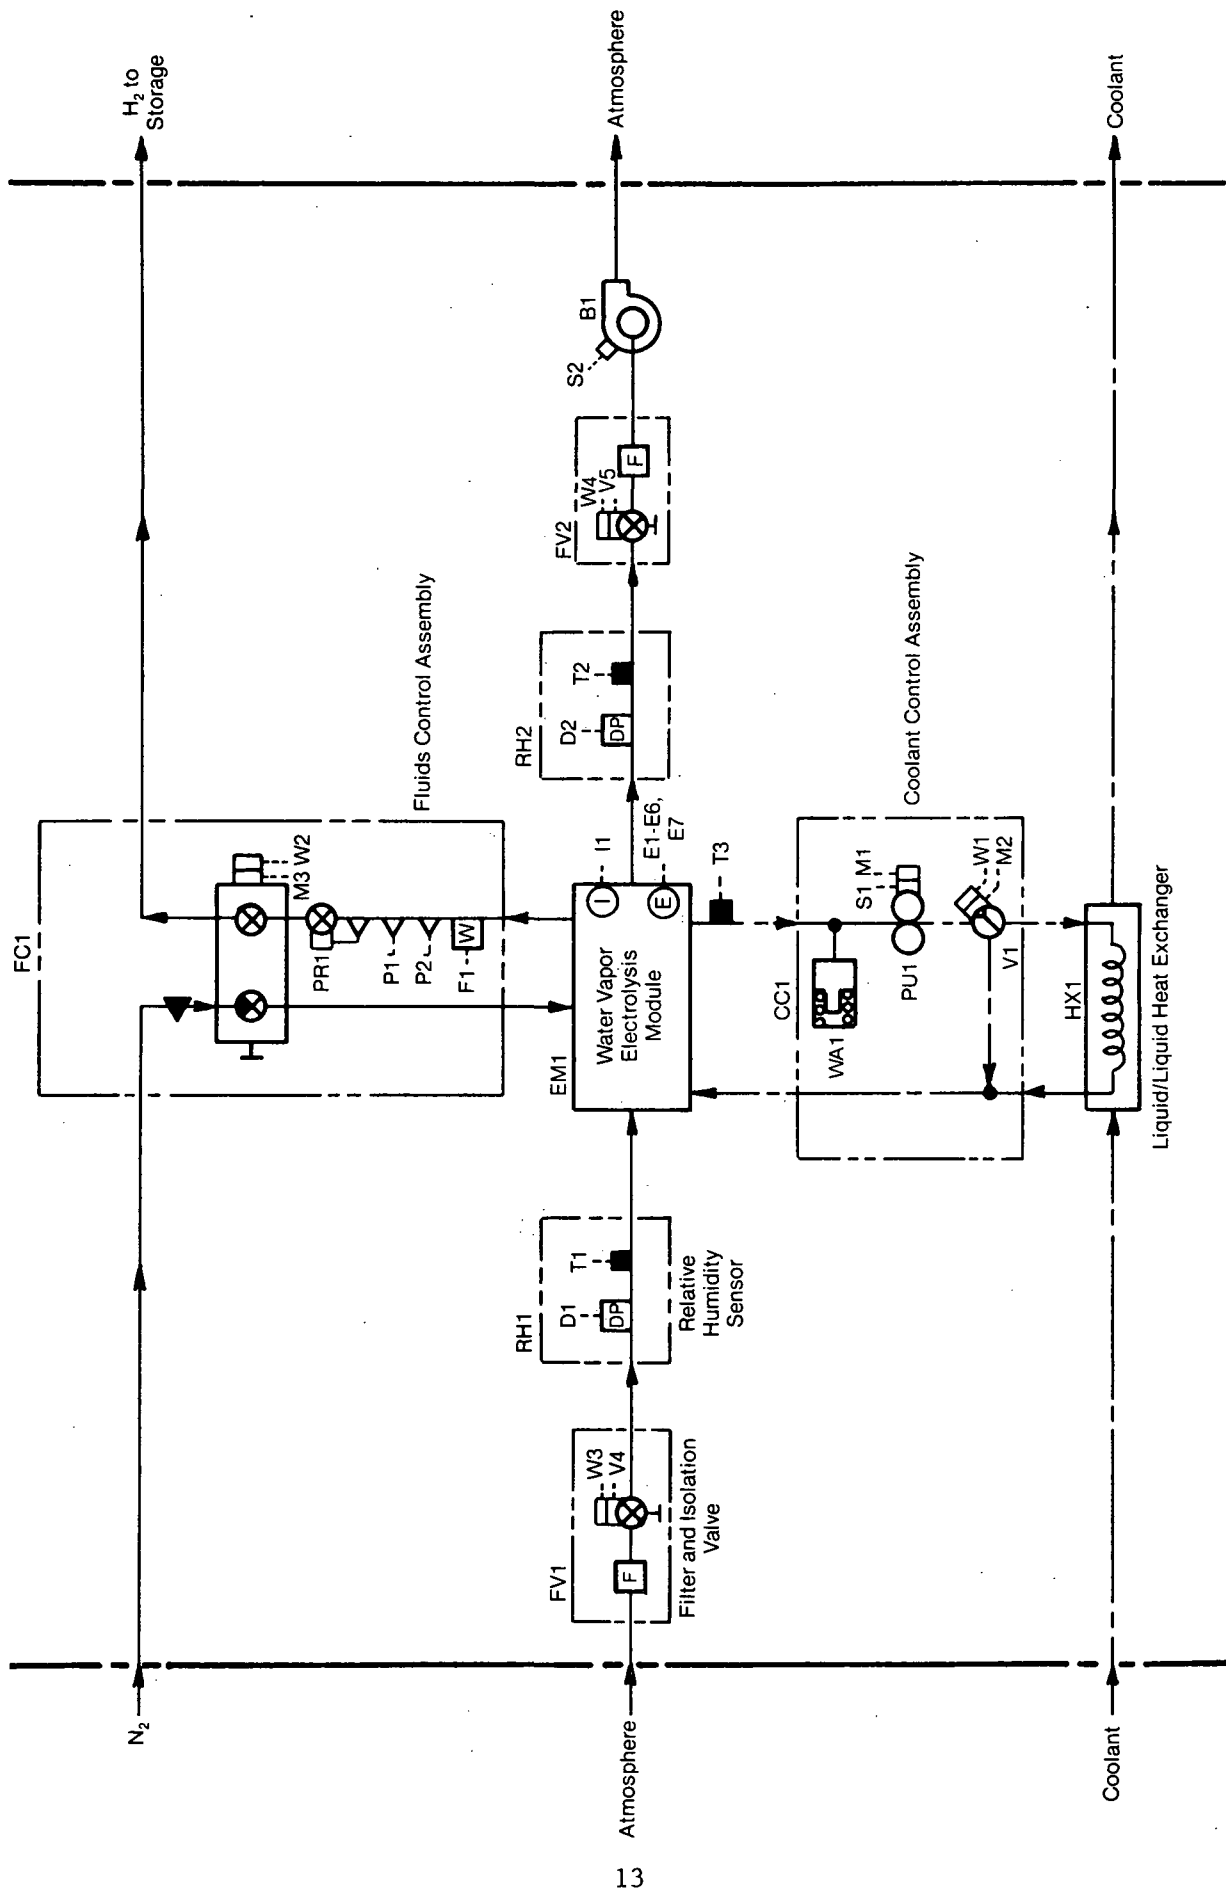 N₂
H₂ to
Storage
FC1
M3
W2
PR1
P1
P2
F1
W
Fluids Control Assembly
Atmosphere
FV1
F
W3
V4
Filter and Isolation
Valve
RH1
D1
DP
T1
Relative
Humidity
Sensor
EM1
Water Vapor
Electrolysis
Module
I
I1
E
E1-E6,
E7
RH2
D2
DP
T2
FV2
W4
V5
F
S2
B1
Atmosphere
T3
CC1
WA1
PU1
S1
M1
W1
M2
V1
Coolant Control Assembly
HX1
Liquid/Liquid Heat Exchanger
Coolant
Coolant
13